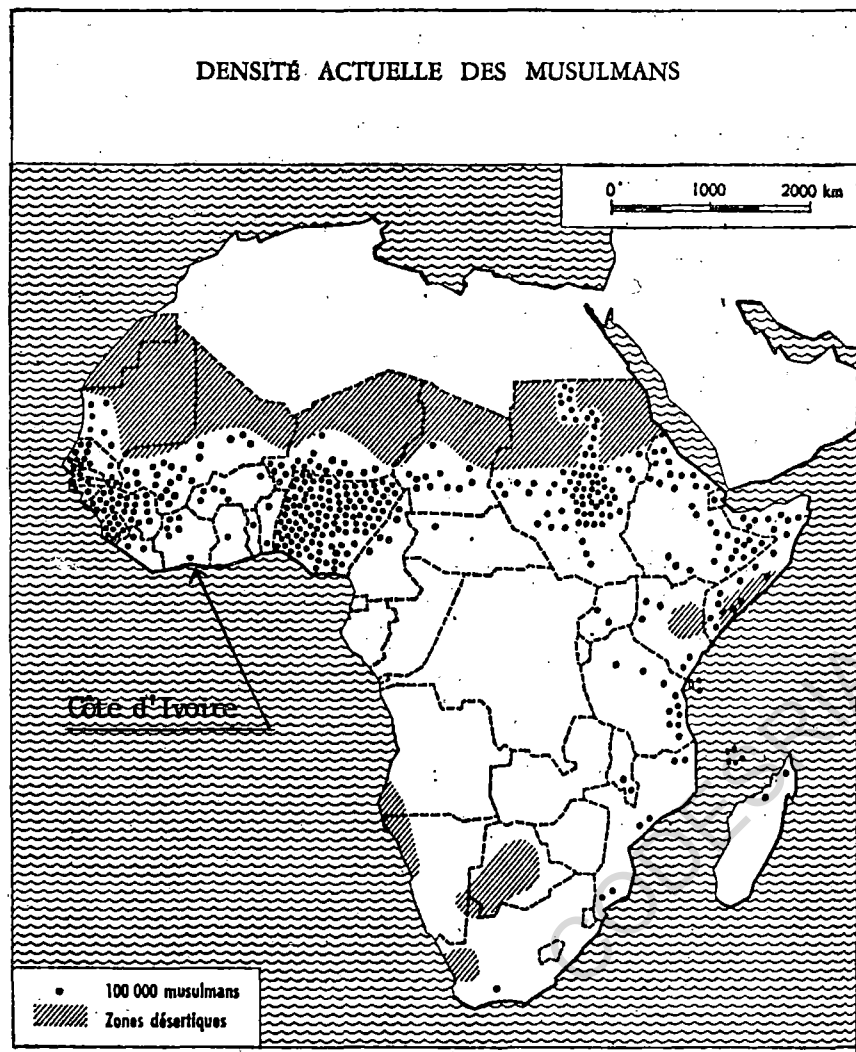 DENSITÉ ACTUELLE DES MUSULMANS
0 1000 2000 km
Côte d'Ivoire
• 100 000 musulmans
Zones désertiques